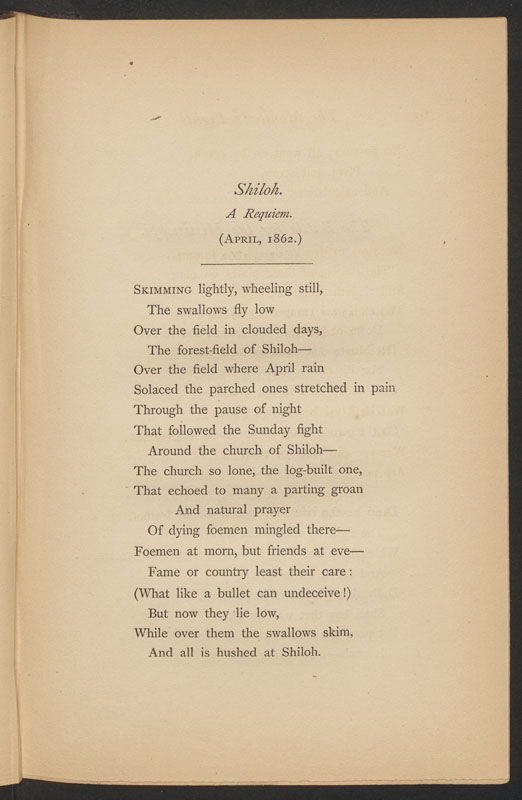 Shiloh.
A Requiem.
(April, 1862.)
Skimming lightly, wheeling still,
The swallows fly low
Over the field in clouded days,
The forest-field of Shiloh—
Over the field where April rain
Solaced the parched ones stretched in pain
Through the pause of night
That followed the Sunday fight
Around the church of Shiloh—
The church so lone, the log-built one,
That echoed to many a parting groan
And natural prayer
Of dying foemen mingled there—
Foemen at morn, but friends at eve—
Fame or country least their care:
(What like a bullet can undeceive!)
But now they lie low,
While over them the swallows skim,
And all is hushed at Shiloh.